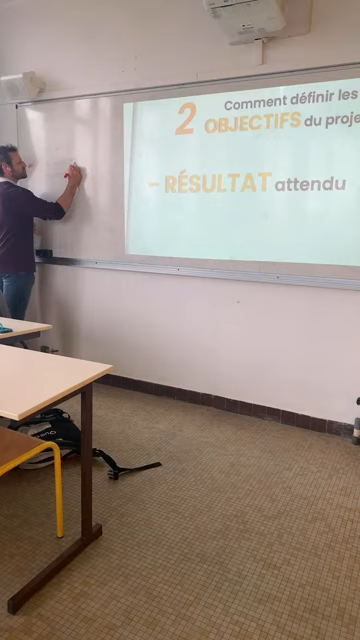 2
Comment définir les
OBJECTIFS du proje
– RÉSULTAT attendu